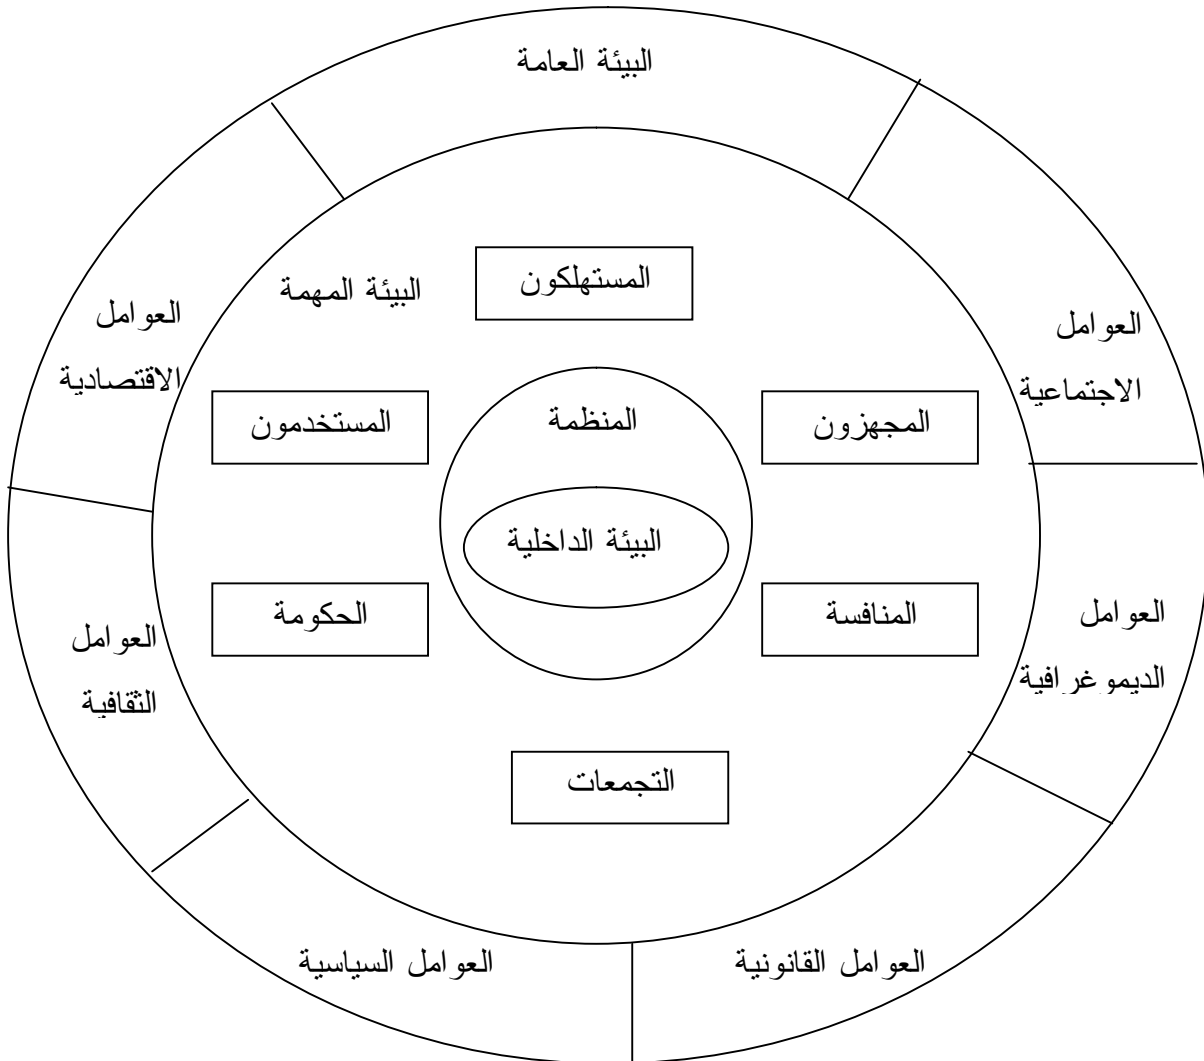 البيئة العامة
المستهلكون
البيئة المهمة
العوامل
الاجتماعية
العوامل
الاقتصادية
المجهزون
المنظمة
المستخدمون
البيئة الداخلية
المنافسة
الحكومة
العوامل
الديموغرافية
العوامل
الثقافية
التجمعات
العوامل القانونية
العوامل السياسية